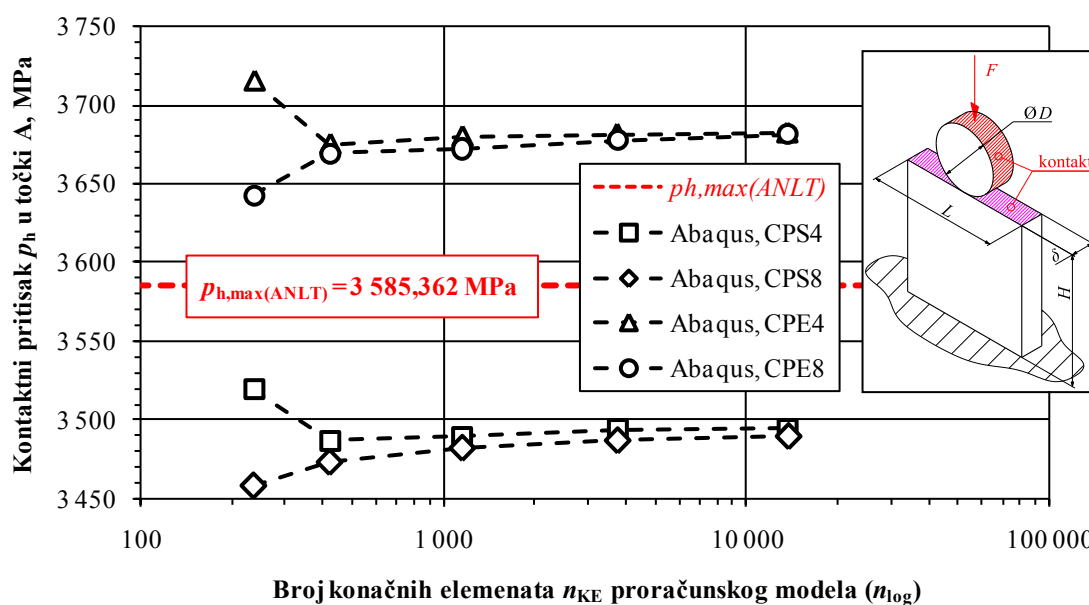 Kontaktni pritisak ph u točki A, MPa
3 750
3 700
3 650
3 600
3 550
3 500
3 450
ph,max(ANLT) = 3 585,362 MPa
ph,max(ANLT)
Abaqus, CPS4
Abaqus, CPS8
Abaqus, CPE4
Abaqus, CPE8
F
ØD
kontakt
L
δ
H
100
1 000
10 000
100 000
Broj konačnih elemenata nKE proračunskog modela (nlog)